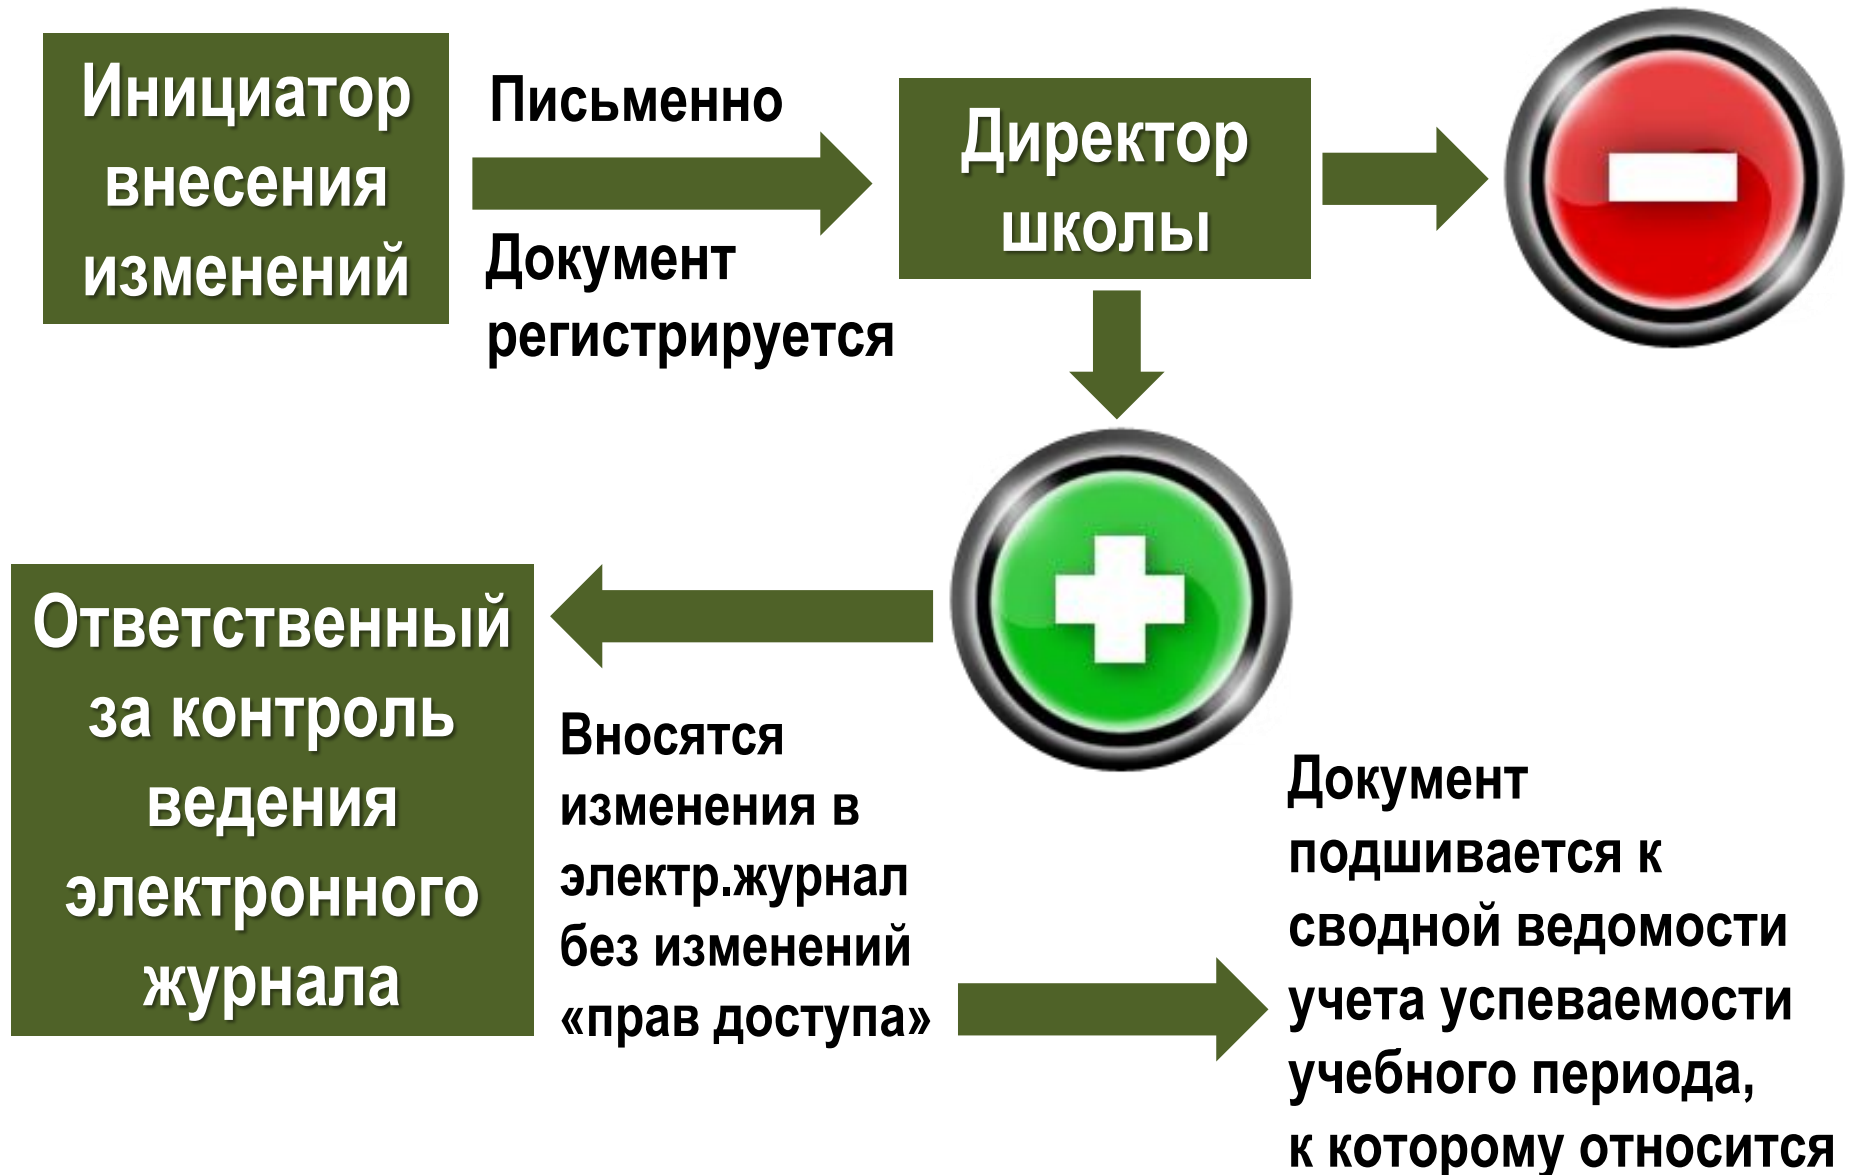 Инициатор
внесения
изменений
Письменно
Документ
регистрируется
Директор
школы
Ответственный
за контроль
ведения
электронного
журнала
Вносятся
изменения в
электр.журнал
без изменений
«прав доступа»
Документ
подшивается к
сводной ведомости
учета успеваемости
учебного периода,
к которому относится